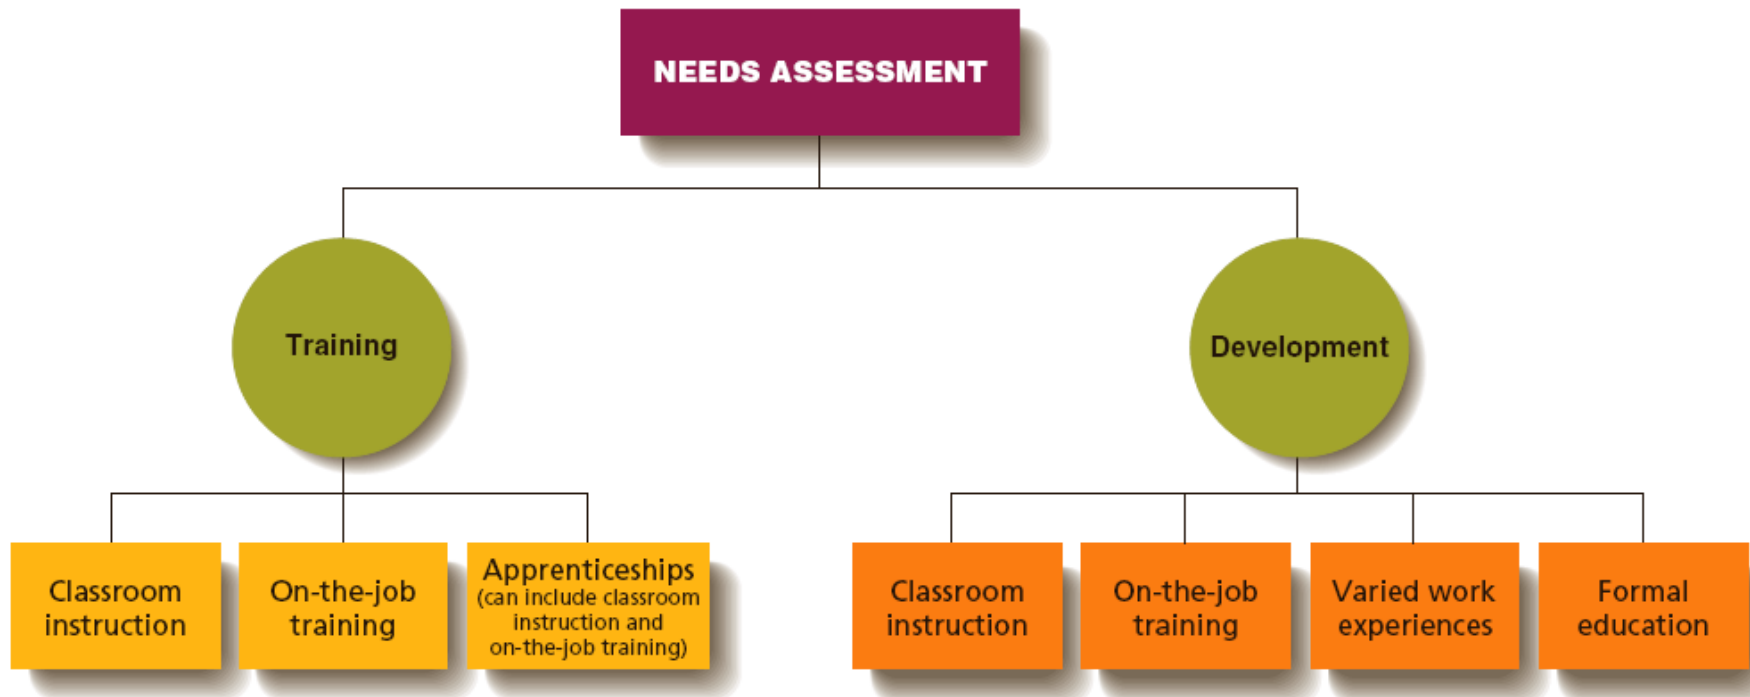 NEEDS ASSESSMENT
Training
Development
Classroom
instruction
On-the-job
training
Apprenticeships
(can include classroom
instruction and
on-the-job training)
Classroom
instruction
On-the-job
training
Varied work
experiences
Formal
education